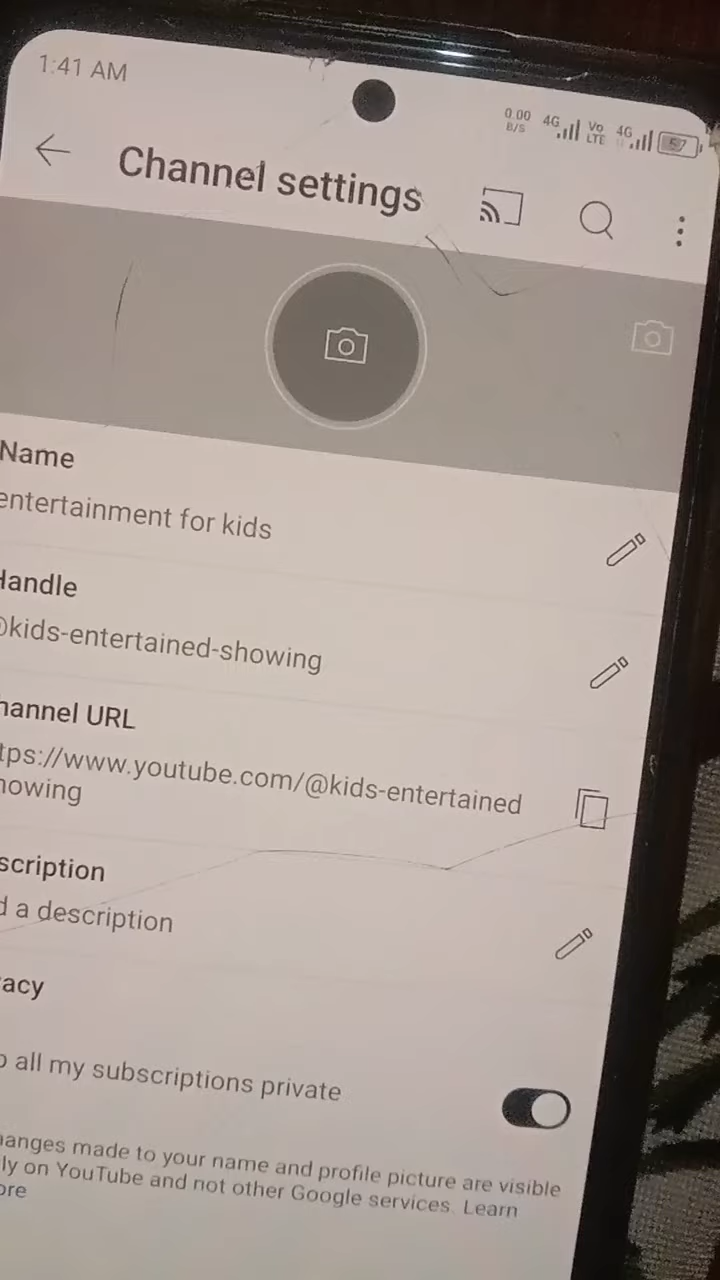 1:41 AM
0.00 4G Vo 4G 57
B/S LTE
Channel settings
Name
entertainment for kids
Handle
@kids-entertained-showing
hannel URL
tps://www.youtube.com/@kids-entertained
howing
scription
d a description
acy
all my subscriptions private
hanges made to your name and profile picture are visible
ly on YouTube and not other Google services. Learn
ore